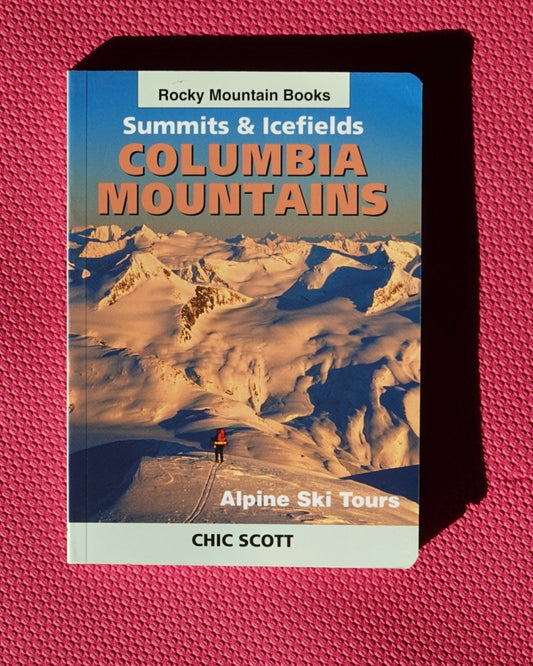 Rocky Mountain Books
Summits & Icefields
COLUMBIA
MOUNTAINS
Alpine Ski Tours
CHIC SCOTT